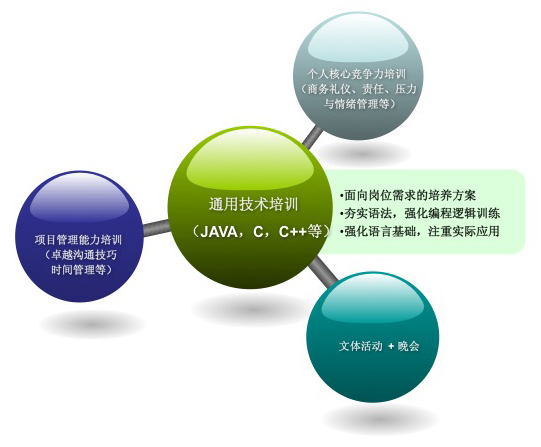 个人核心竞争力培训
（商务礼仪、责任、压力
与情绪管理等）
通用技术培训
（JAVA，C，C++等）
•面向岗位需求的培养方案
•夯实语法，强化编程逻辑训练
•强化语言基础，注重实际应用
项目管理能力培训
（卓越沟通技巧
时间管理等）
文体活动 + 晚会